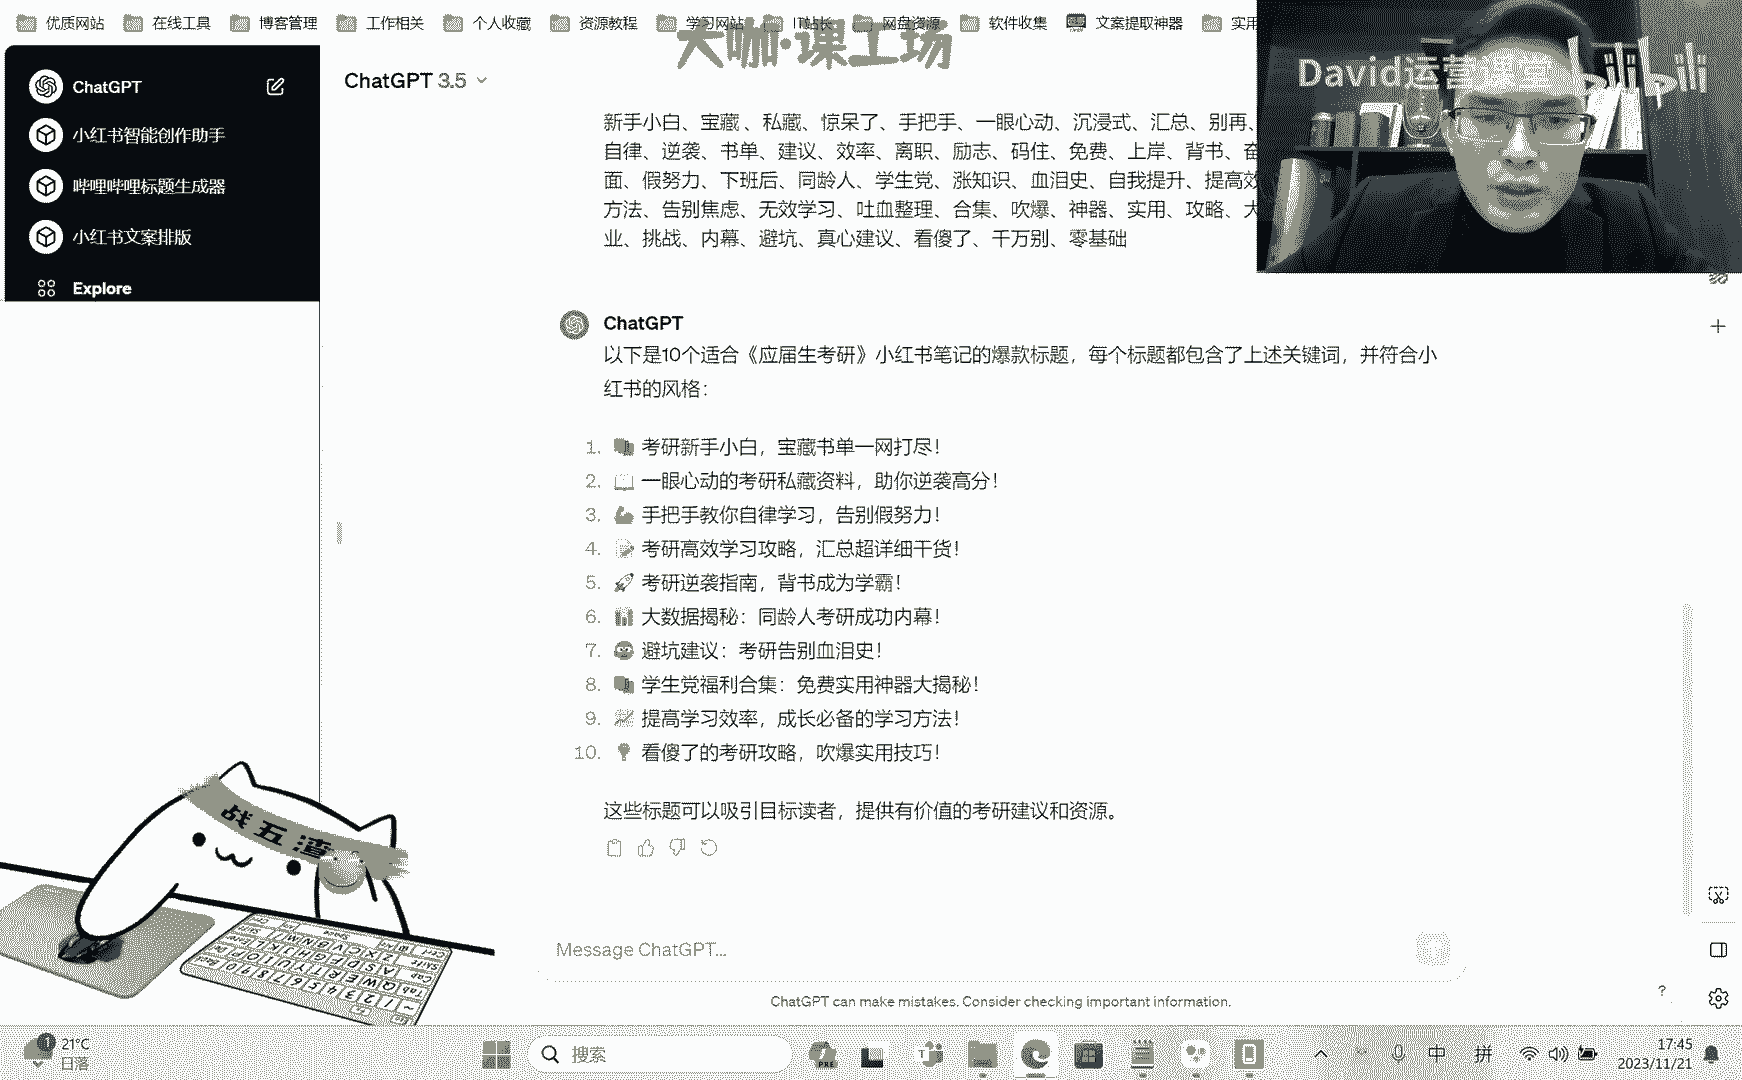 优质网站 在线工具 博客管理 工作相关 个人收藏 资源教程 学习网站 IT站长 网盘资源 软件收集 文案提取神器 实用
大咖·课工场
David运营课堂 bilibili
ChatGPT
小红书智能创作助手
哔哩哔哩标题生成器
小红书文案排版
Explore
ChatGPT 3.5
新手小白、宝藏、私藏、惊呆了、手把手、一眼心动、沉浸式、汇总、别再、
自律、逆袭、书单、建议、效率、离职、励志、码住、免费、上岸、背书、奋
面、假努力、下班后、同龄人、学生党、涨知识、血泪史、自我提升、提高效
方法、告别焦虑、无效学习、吐血整理、合集、吹爆、神器、实用、攻略、大
业、挑战、内幕、避坑、真心建议、看傻了、千万别、零基础
ChatGPT
以下是10个适合《应届生考研》小红书笔记的爆款标题，每个标题都包含了上述关键词，并符合小
红书的风格：
1. 📚 考研新手小白，宝藏书单一网打尽！
2. 📖 一眼心动的考研私藏资料，助你逆袭高分！
3. 💪 手把手教你自律学习，告别假努力！
4. 📝 考研高效学习攻略，汇总超详细干货！
5. 🚀 考研逆袭指南，背书成为学霸！
6. 📊 大数据揭秘：同龄人考研成功内幕！
7. 避坑建议：考研告别血泪史！
8. 📚 学生党福利合集：免费实用神器大揭秘！
9. 📈 提高学习效率，成长必备的学习方法！
10. 💡 看傻了的考研攻略，吹爆实用技巧！
这些标题可以吸引目标读者，提供有价值的考研建议和资源。
Message ChatGPT...
ChatGPT can make mistakes. Consider checking important information.
?
战五渣
1
21°C
日落
搜索
PRE
中
拼
17:45
2023/11/21